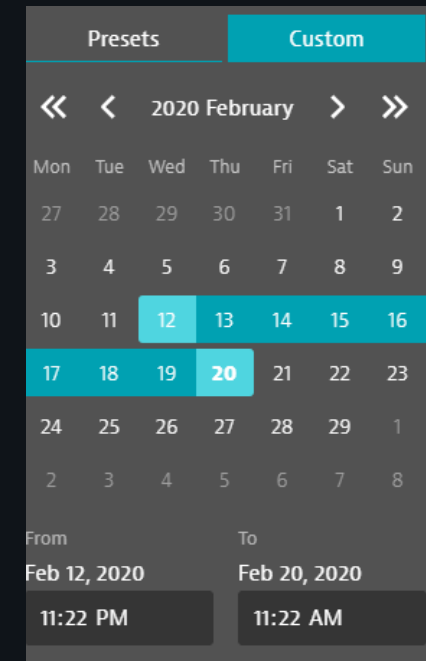 Presets Custom
« < 2020 February > »
Mon Tue Wed Thu Fri Sat Sun
27 28 29 30 31 1 2
3 4 5 6 7 8 9
10 11 12 13 14 15 16
17 18 19 20 21 22 23
24 25 26 27 28 29 1
2 3 4 5 6 7 8
From To
Feb 12, 2020 Feb 20, 2020
11:22 PM 11:22 AM